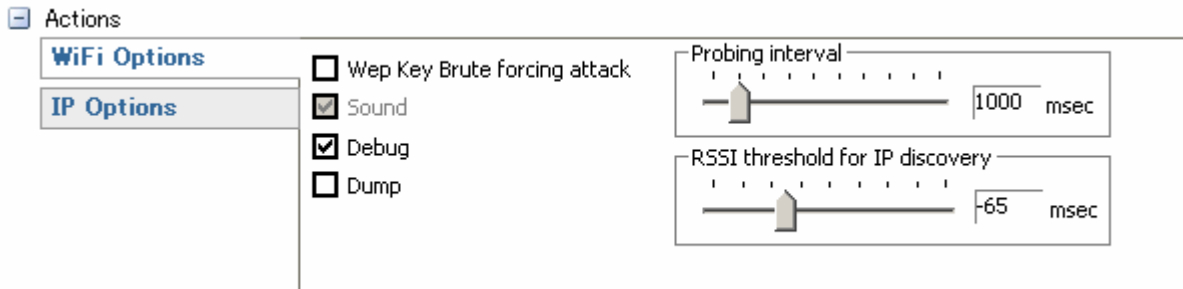 Actions
WiFi Options
IP Options
Wep Key Brute forcing attack
Sound
Debug
Dump
Probing interval
1000 msec
RSSI threshold for IP discovery
-65 msec